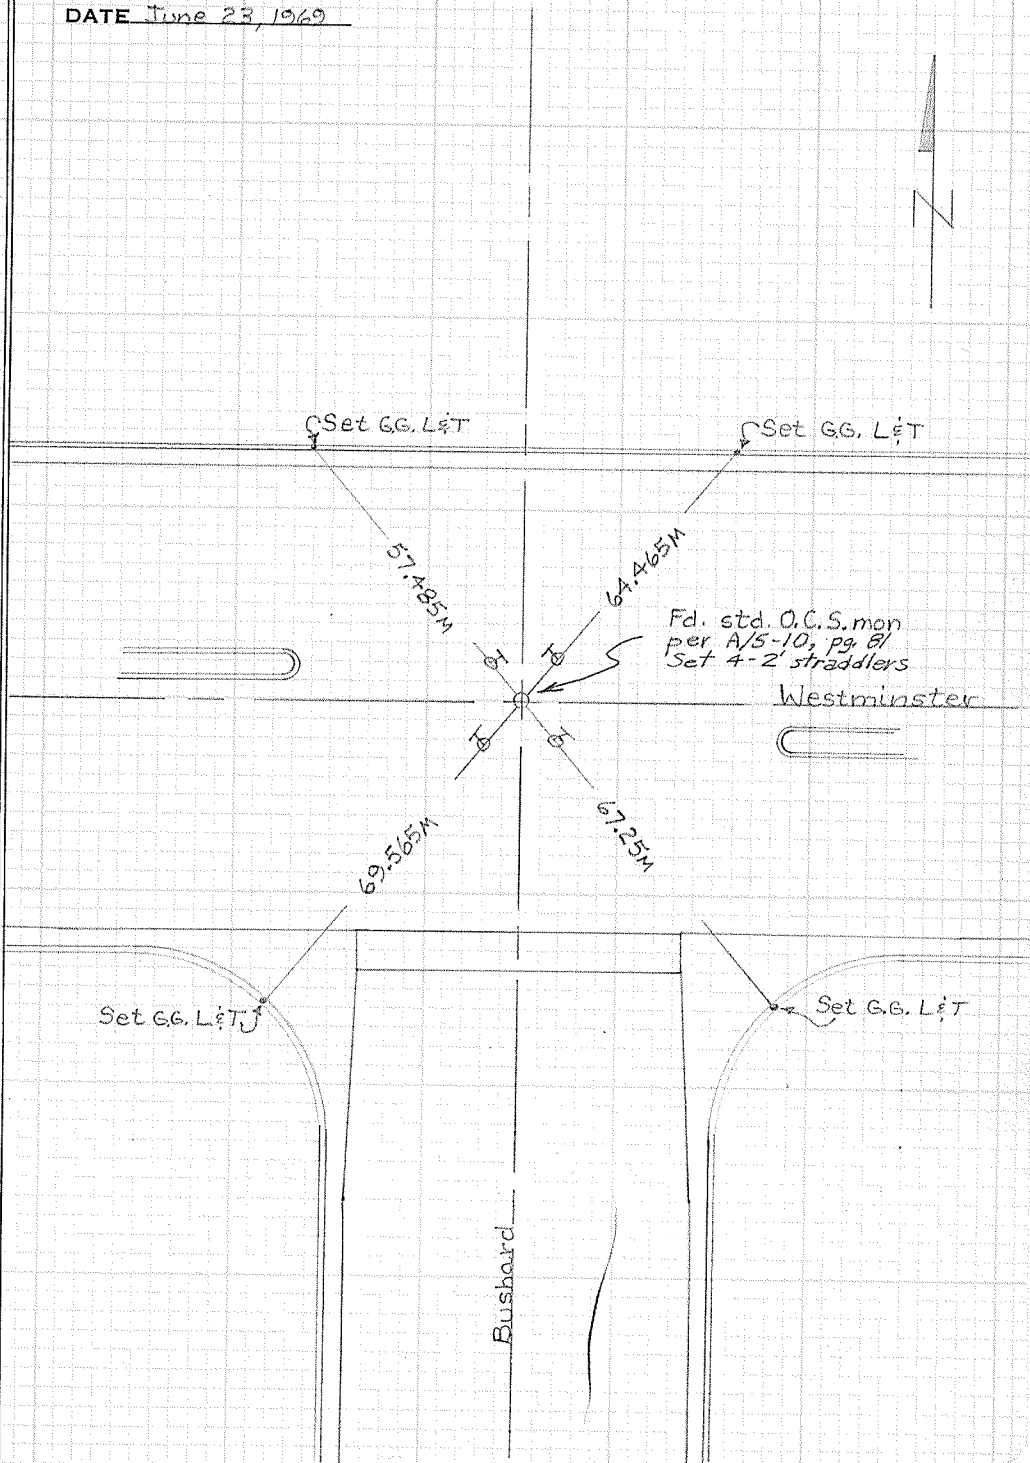 DATE June 23, 1969
N
Set G.G. L&T
Set G.G. L&T
57.485M
64.465M
Fd. std. O.C.S. mon
per A/S-10, pg. 81
Set 4-2' straddlers
Westminster
69.565M
67.25M
Set G.G. L&T
Set G.G. L&T
Bushard